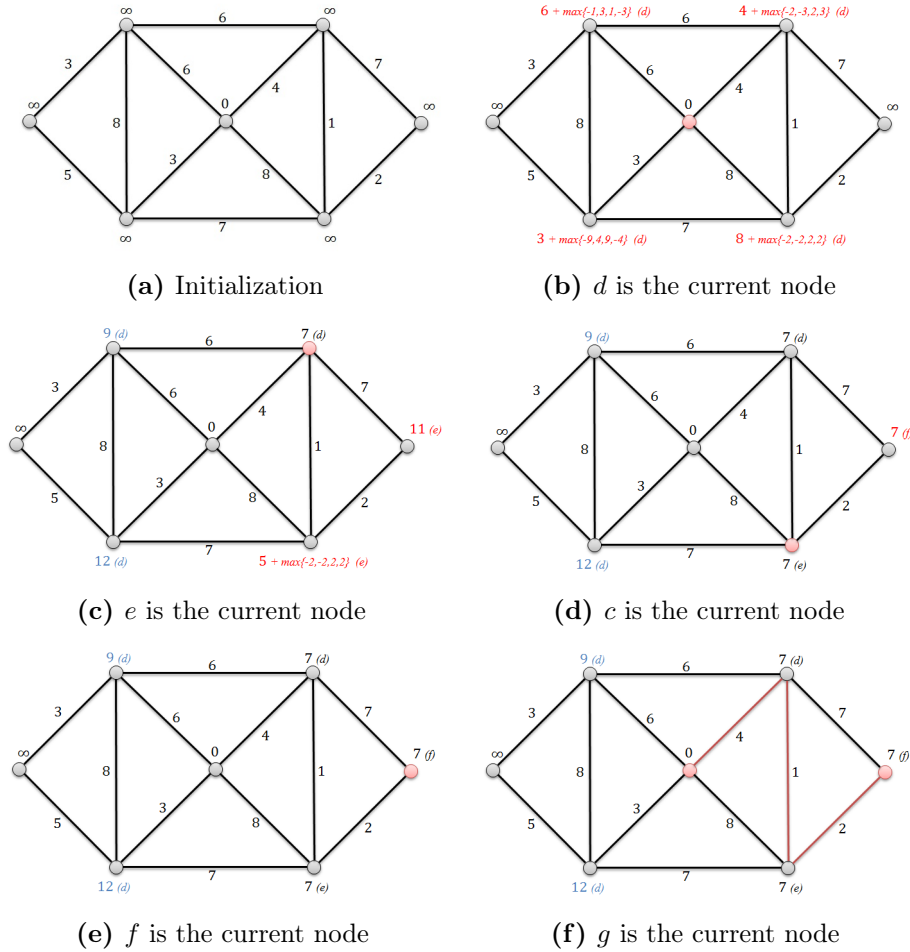 ∞ 6 ∞ 6 + max{-1,3,1,-3} (d) 6 4 + max{-2,-3,2,3} (d)
3 6 4 7 3 6 4 7
∞ 8 0 1 ∞ ∞ 8 0 1 ∞
5 3 8 2 5 3 8 2
∞ 7 ∞ 3 + max{-9,4,9,-4} (d) 7 8 + max{-2,-2,2,2} (d)
(a) Initialization (b) d is the current node
9 (d) 6 7 (d) 9 (d) 6 7 (d)
3 6 4 7 3 6 4 7
∞ 8 0 1 11 (e) ∞ 8 0 1 7 (f)
5 3 8 2 5 3 8 2
12 (d) 7 5 + max{-2,-2,2,2} (e) 12 (d) 7 7 (e)
(c) e is the current node (d) c is the current node
9 (d) 6 7 (d) 9 (d) 6 7 (d)
3 6 4 7 3 6 4 7
∞ 8 0 1 7 (f) ∞ 8 0 1 7 (f)
5 3 8 2 5 3 8 2
12 (d) 7 7 (e) 12 (d) 7 7 (e)
(e) f is the current node (f) g is the current node